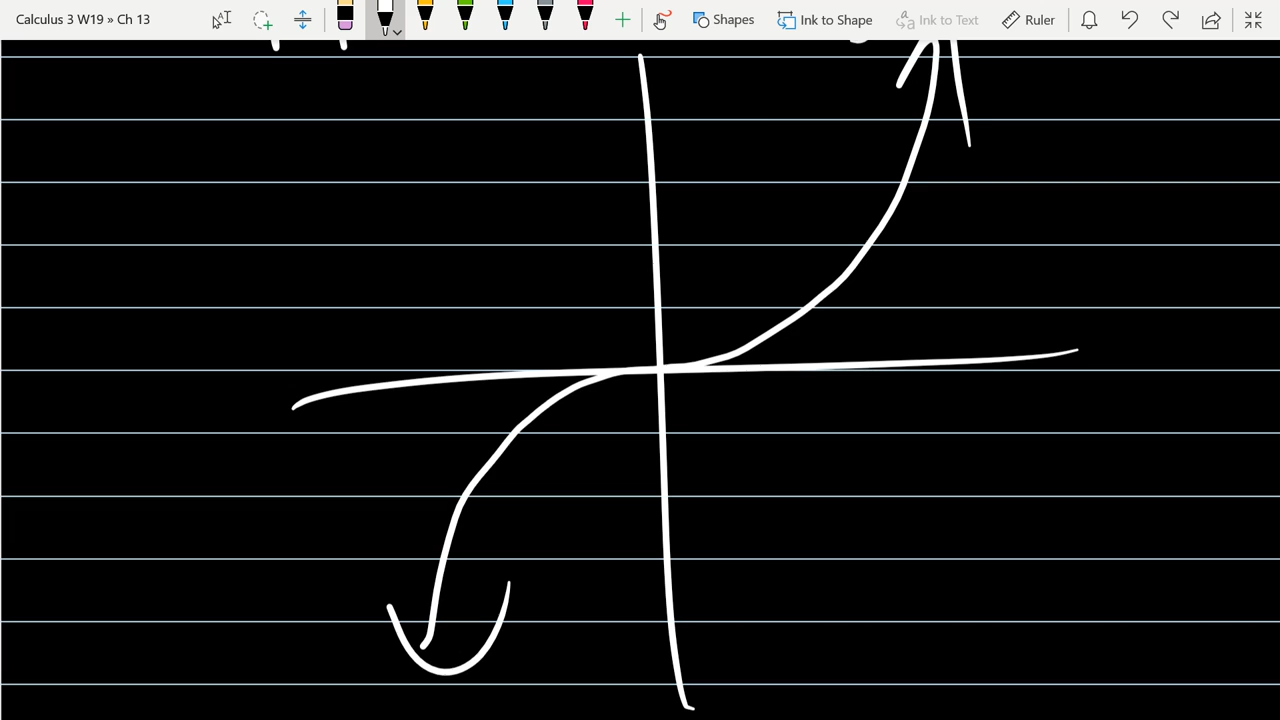 Calculus 3 W19 » Ch 13
Shapes
Ink to Shape
Ink to Text
Ruler